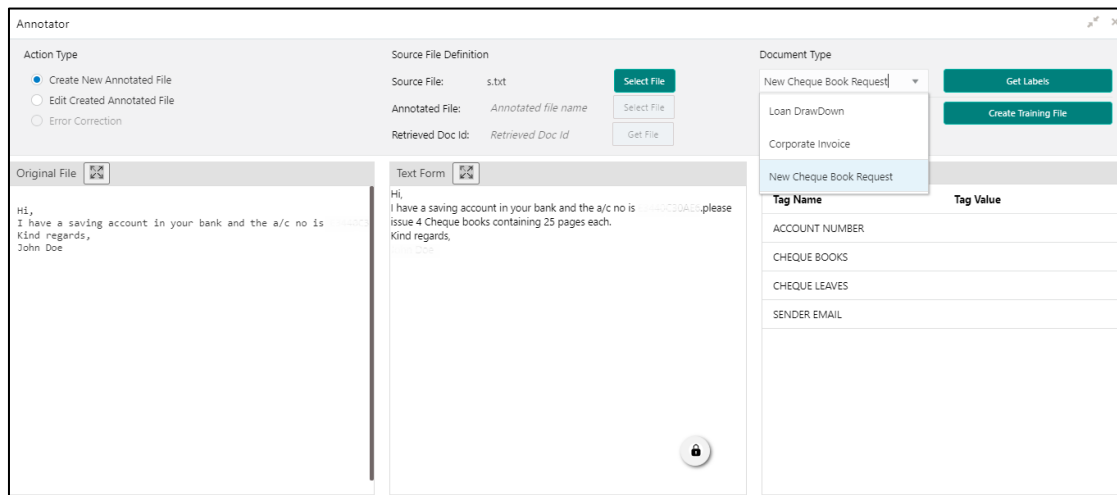 Annotator
Action Type
Create New Annotated File
Edit Created Annotated File
Error Correction
Source File Definition
Source File: s.txt Select File
Annotated File: Annotated file name Select File
Retrieved Doc Id: Retrieved Doc Id Get File
Document Type
New Cheque Book Request
Loan DrawDown
Corporate Invoice
New Cheque Book Request
Get Labels
Create Training File
Original File
Hi,
I have a saving account in your bank and the a/c no is
Kind regards,
John Doe
Text Form
Hi,
I have a saving account in your bank and the a/c no is .please
issue 4 Cheque books containing 25 pages each.
Kind regards,
John Doe
Tag Name Tag Value
ACCOUNT NUMBER
CHEQUE BOOKS
CHEQUE LEAVES
SENDER EMAIL